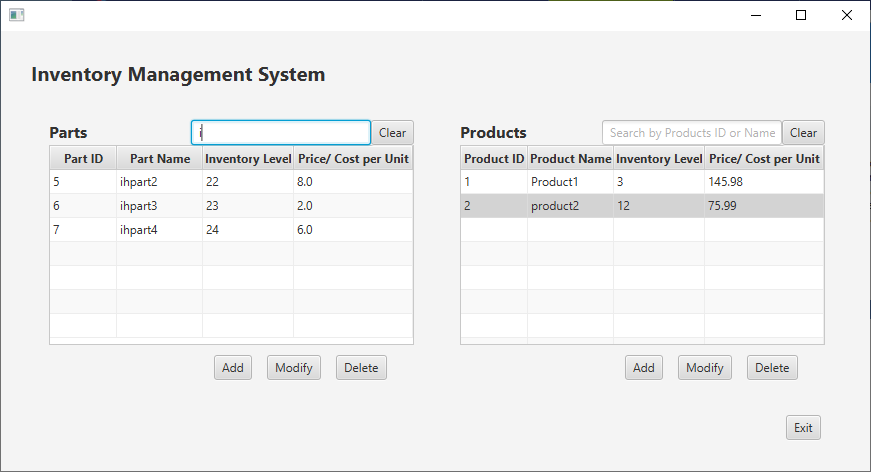 Inventory Management System
Parts i Clear
Part ID Part Name Inventory Level Price/ Cost per Unit
5 ihpart2 22 8.0
6 ihpart3 23 2.0
7 ihpart4 24 6.0
Add Modify Delete
Products Search by Products ID or Name Clear
Product ID Product Name Inventory Level Price/ Cost per Unit
1 Product1 3 145.98
2 product2 12 75.99
Add Modify Delete
Exit